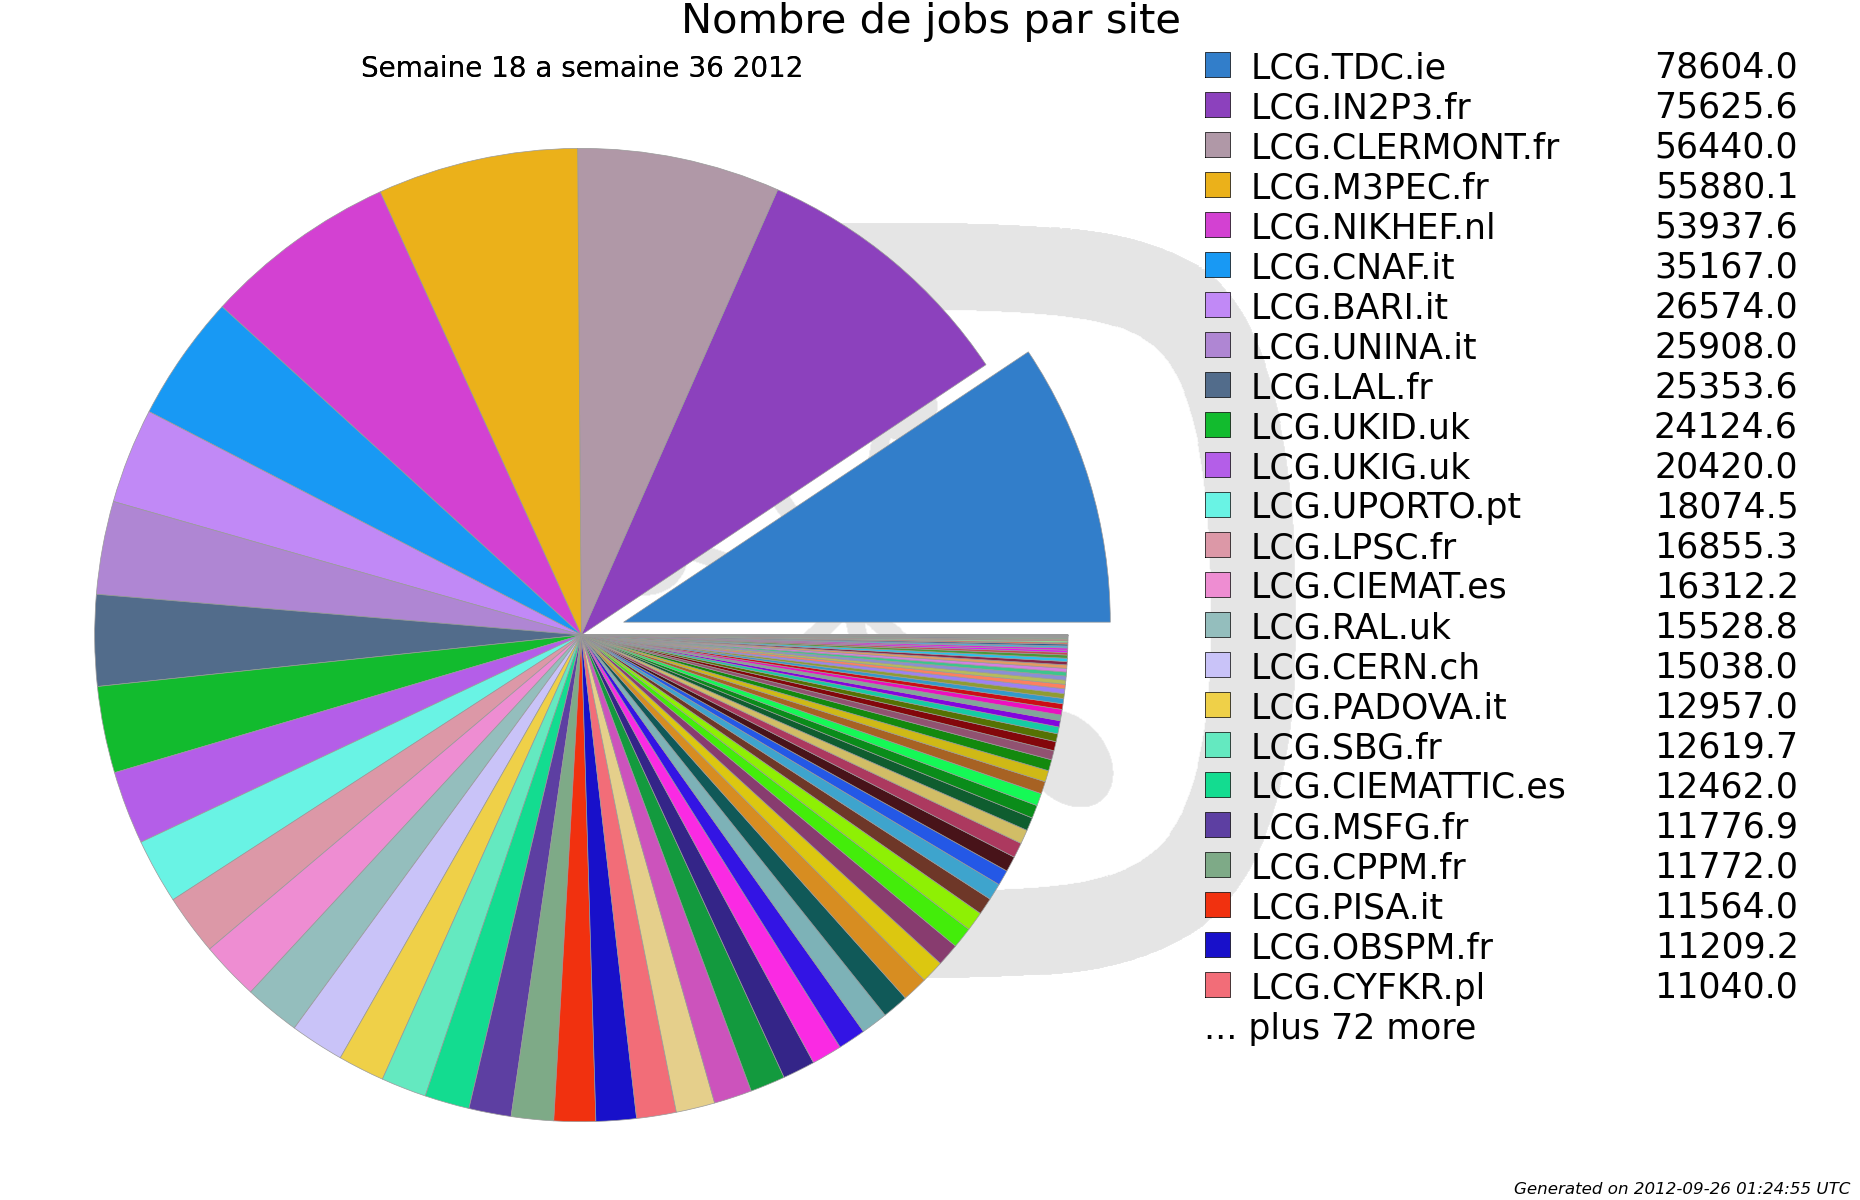 Nombre de jobs par site
Semaine 18 a semaine 36 2012
LCG.TDC.ie 78604.0
LCG.IN2P3.fr 75625.6
LCG.CLERMONT.fr 56440.0
LCG.M3PEC.fr 55880.1
LCG.NIKHEF.nl 53937.6
LCG.CNAF.it 35167.0
LCG.BARI.it 26574.0
LCG.UNINA.it 25908.0
LCG.LAL.fr 25353.6
LCG.UKID.uk 24124.6
LCG.UKIG.uk 20420.0
LCG.UPORTO.pt 18074.5
LCG.LPSC.fr 16855.3
LCG.CIEMAT.es 16312.2
LCG.RAL.uk 15528.8
LCG.CERN.ch 15038.0
LCG.PADOVA.it 12957.0
LCG.SBG.fr 12619.7
LCG.CIEMATTIC.es 12462.0
LCG.MSFG.fr 11776.9
LCG.CPPM.fr 11772.0
LCG.PISA.it 11564.0
LCG.OBSPM.fr 11209.2
LCG.CYFKR.pl 11040.0
... plus 72 more
Generated on 2012-09-26 01:24:55 UTC